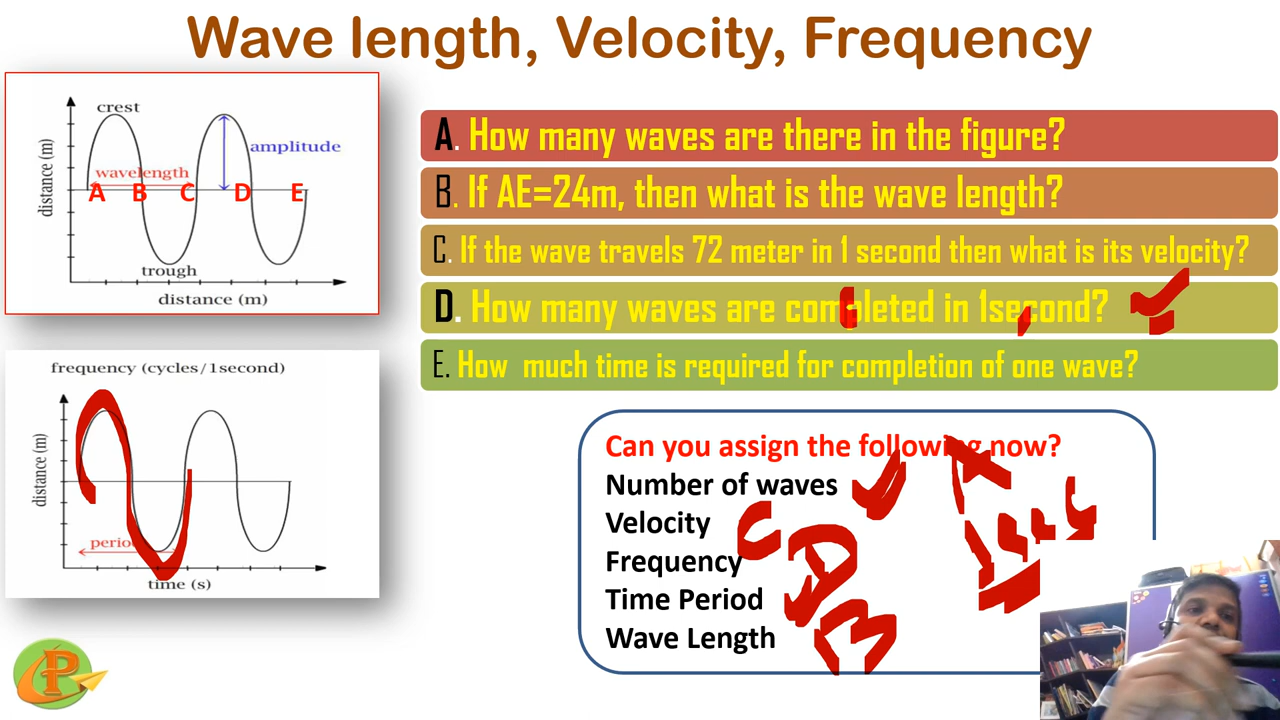 Wave length, Velocity, Frequency
crest
amplitude
wavelength
A B C D E
distance (m)
trough
distance (m)
A. How many waves are there in the figure?
B. If AE=24m, then what is the wave length?
C. If the wave travels 72 meter in 1 second then what is its velocity?
D. How many waves are completed in 1second?
E. How much time is required for completion of one wave?
frequency (cycles/1second)
distance (m)
time (s)
Can you assign the following now?
Number of waves A
Velocity C
Frequency D
Time Period
Wave Length B
P